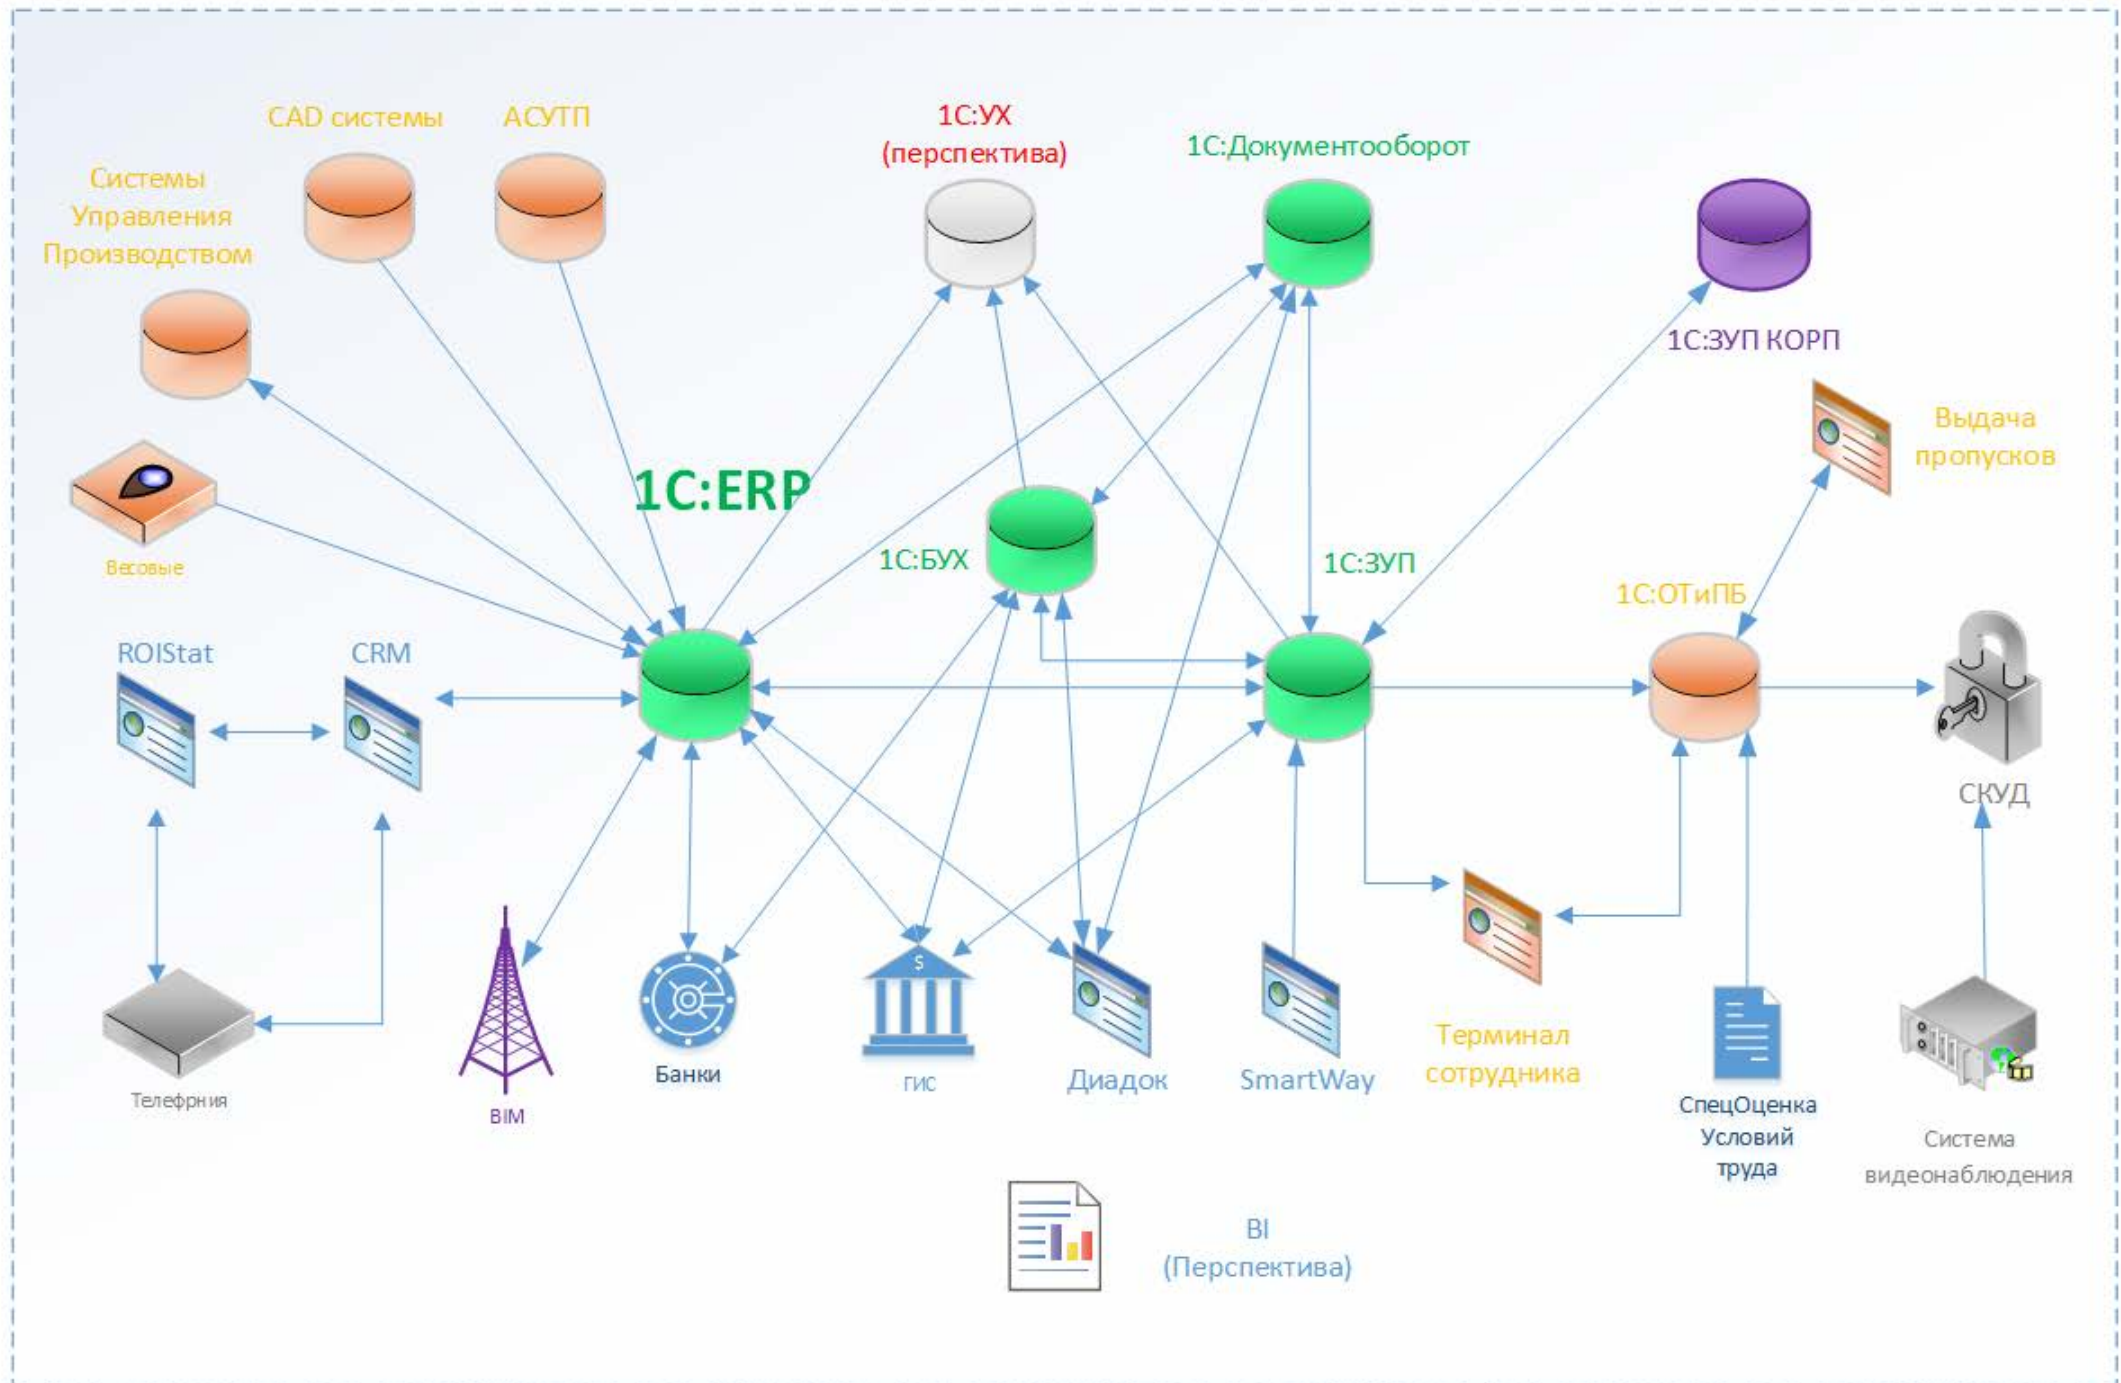 CAD системы
АСУТП
1С:УХ
(перспектива)
1С:Документооборот
Системы
Управления
Производством
1С:ЗУП КОРП
Выдача
пропусков
1С:ERP
Весовые
1С:БУХ
1С:ЗУП
1С:ОТиПБ
ROIStat
CRM
СКУД
$
Терминал
сотрудника
Банки
ГИС
Диадок
SmartWay
Телефрния
BIM
СпецОценка
Условий
труда
Система
видеонаблюдения
BI
(Перспектива)